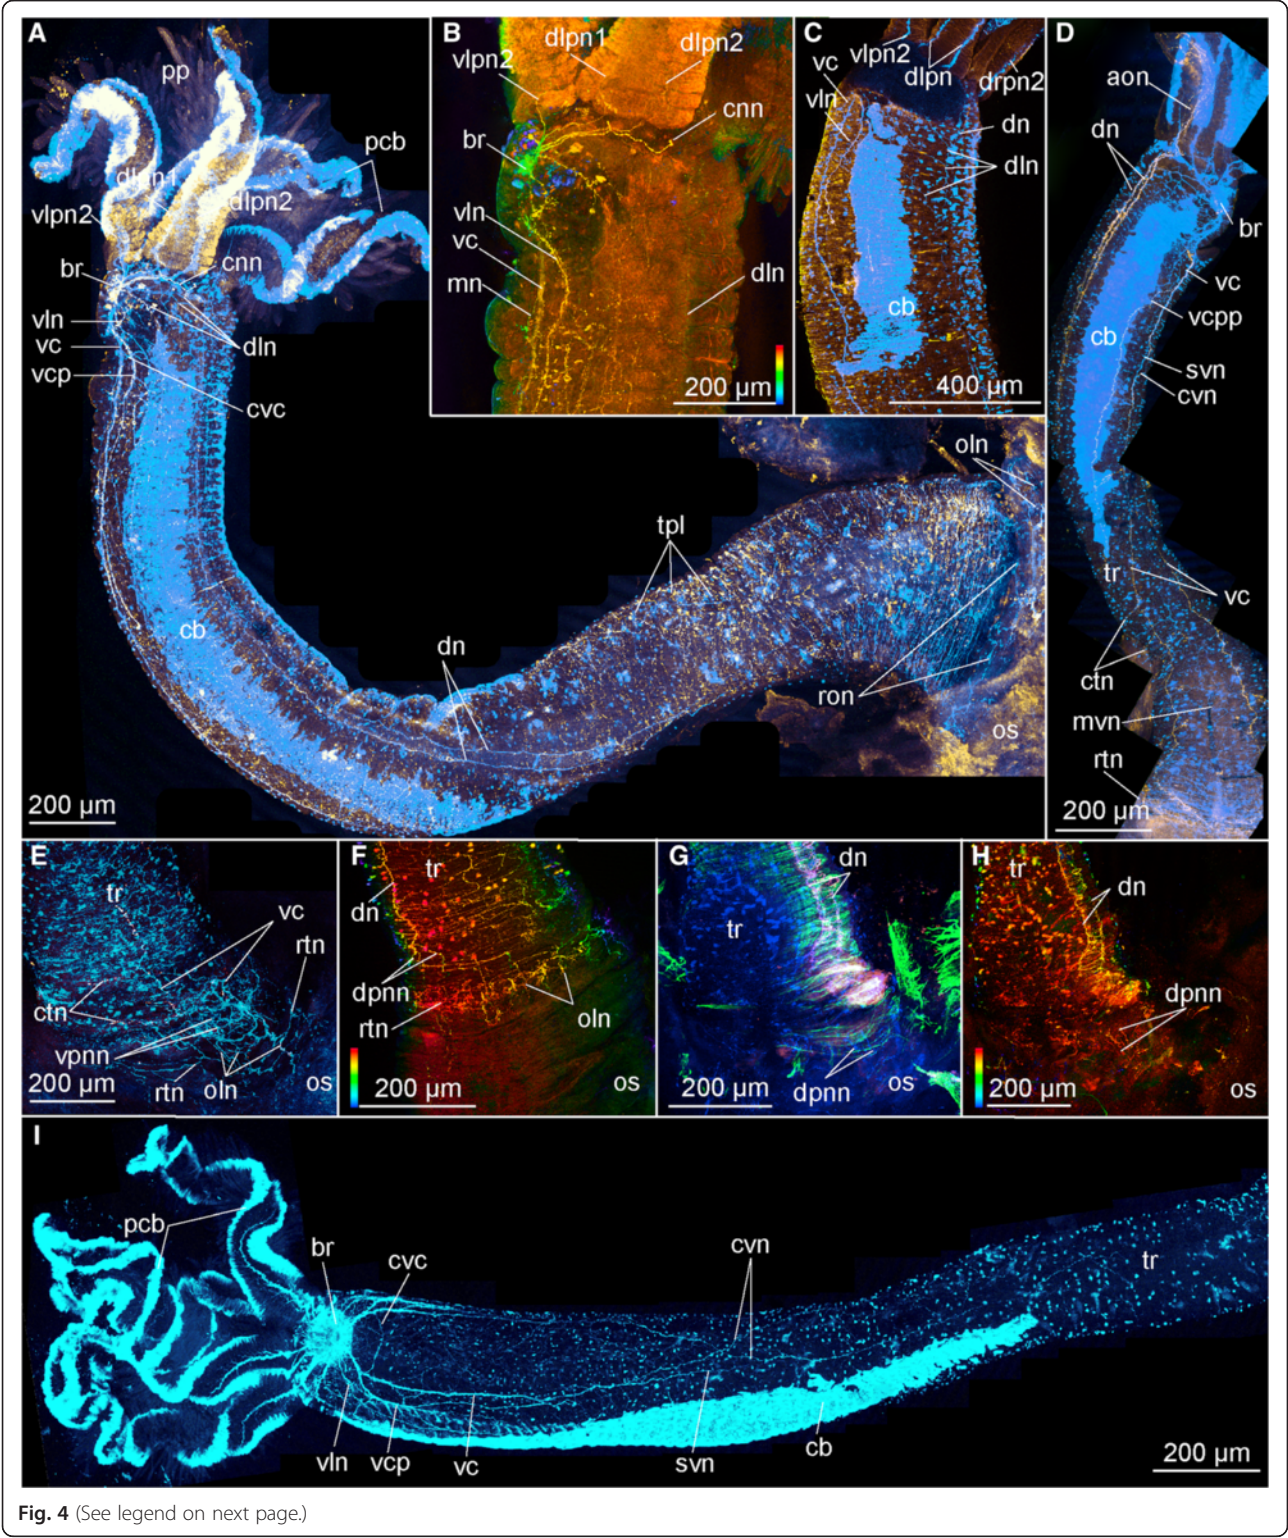 A
pp
pcb
dlpn1
dlpn2
vlpn2
br
cnn
vln
vc
dln
vcp
cvc
cb
dn
tpl
oln
ron
os
200 µm
B
dlpn1
vlpn2
dlpn2
cnn
br
vln
vc
mn
dln
200 µm
C
vc
vlpn2
dlpn
drpn2
vln
dn
dln
cb
400 µm
D
aon
dn
br
vc
vcpp
cb
svn
cvn
tr
vc
ctn
mvn
rtn
200 µm
E
tr
vc
rtn
ctn
vpnn
200 µm
rtn
oln
os
F
tr
dn
dpnn
rtn
oln
200 µm
os
G
dn
tr
200 µm
dpnn
os
H
tr
dn
dpnn
200 µm
os
I
pcb
br
cvc
cvn
tr
vln
vcp
vc
svn
cb
200 µm
Fig. 4 (See legend on next page.)